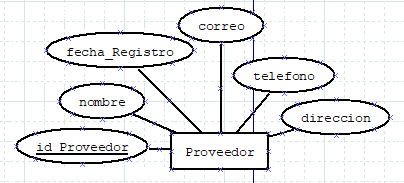 correo
fecha_Registro
telefono
nombre
direccion
id_Proveedor
Proveedor